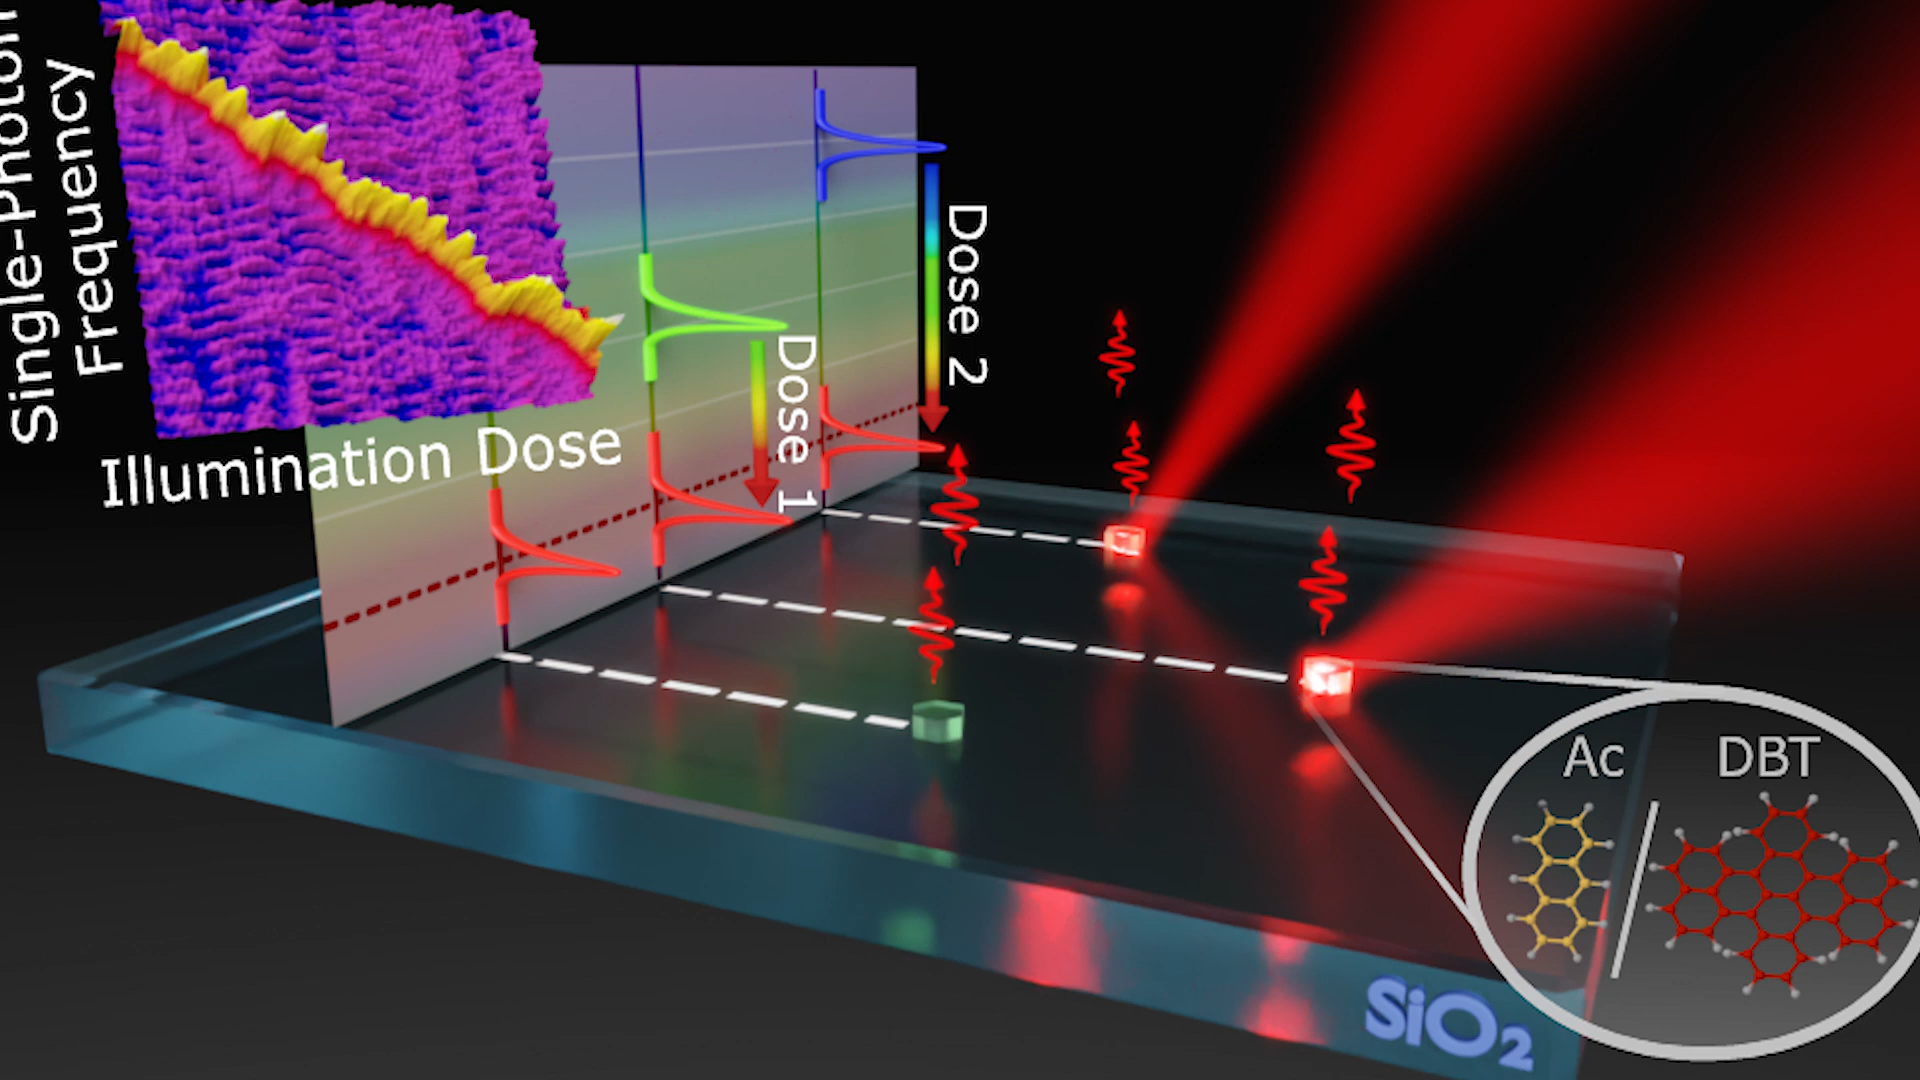 Single-Photon
Frequency
Illumination Dose
Dose 1
Dose 2
Ac
DBT
SiO₂